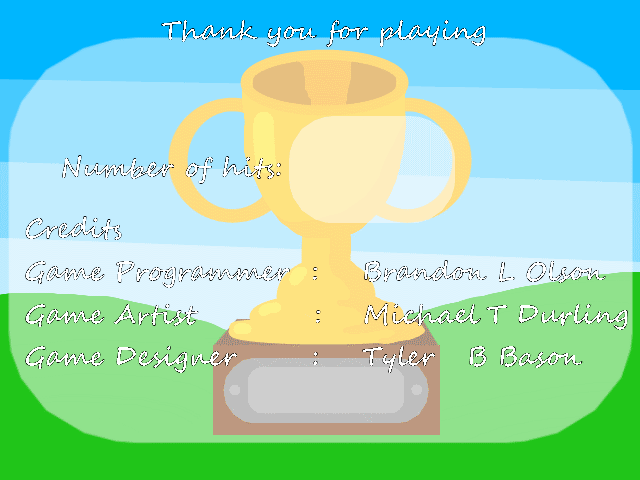 Thank you for playing
Number of hits:
Credits
Game Programmer : Brandon L Olson
Game Artist : Michael T Durling
Game Designer : Tyler B Bason